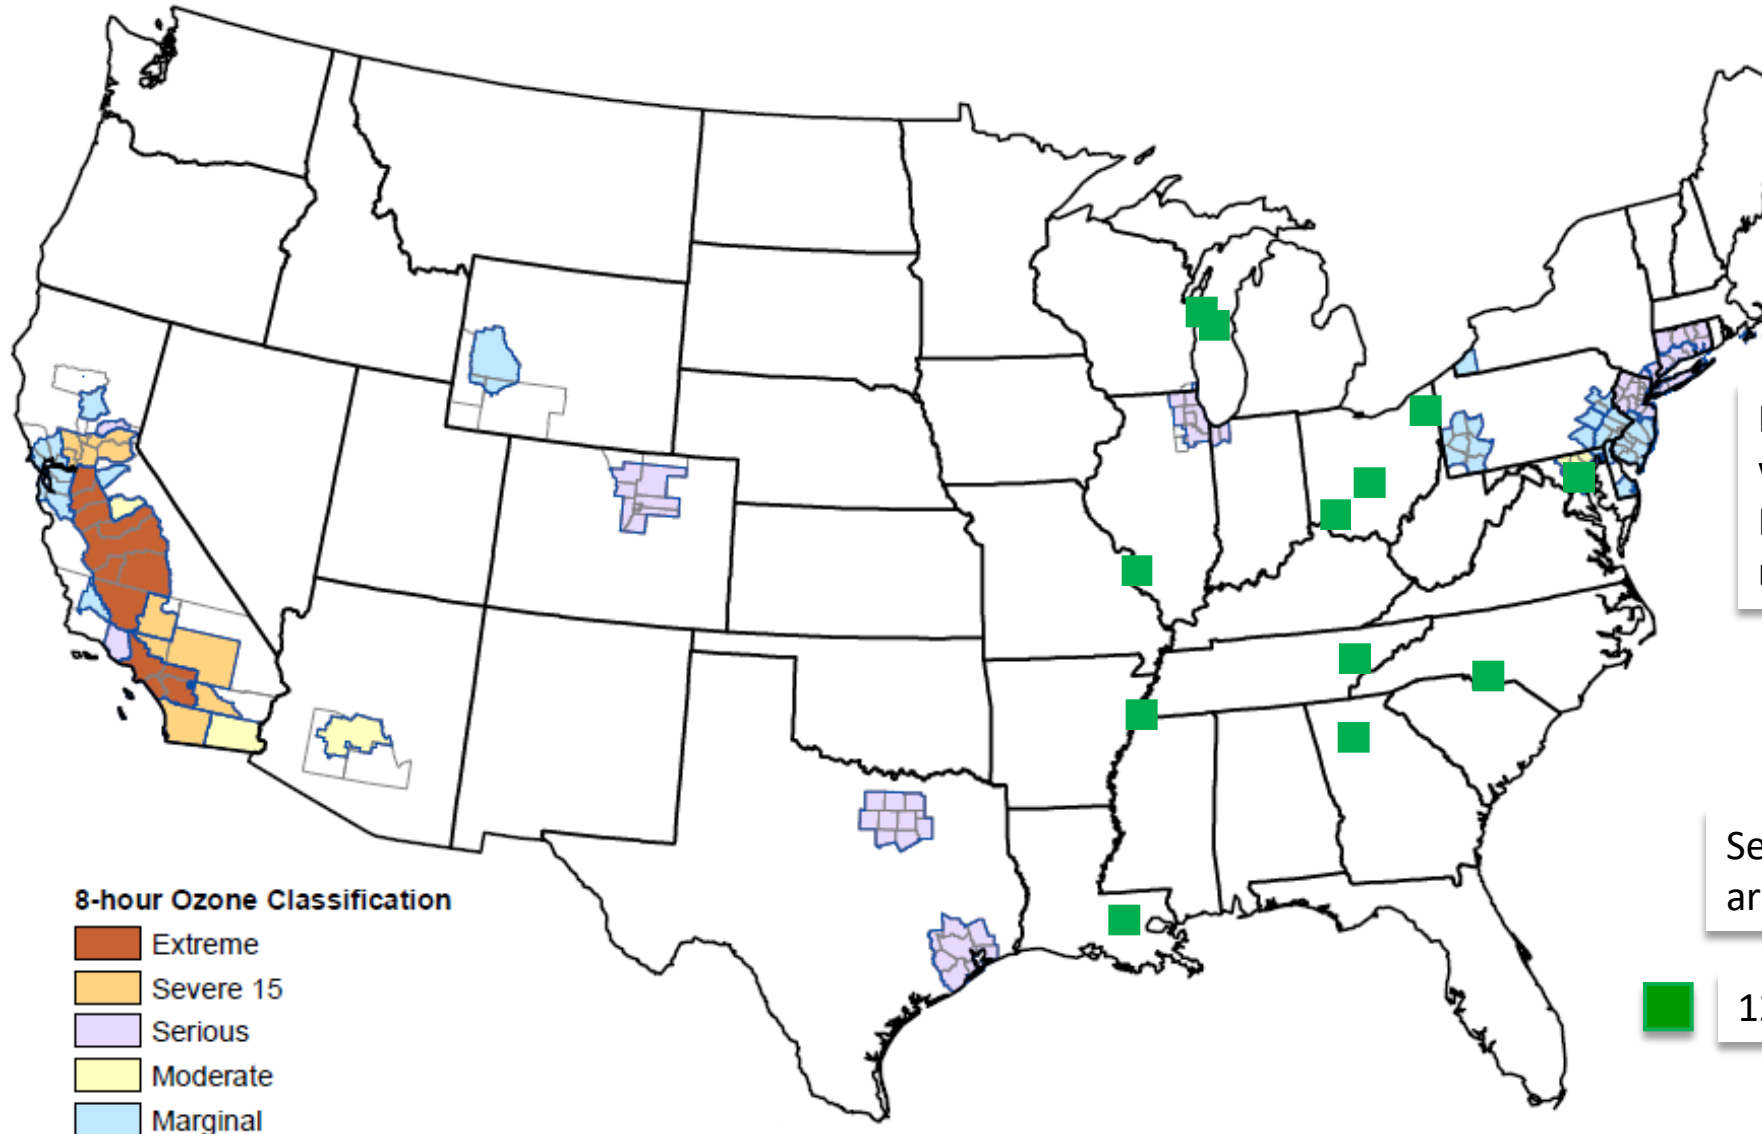 8-hour Ozone Classification
Extreme
Severe 15
Serious
Moderate
Marginal